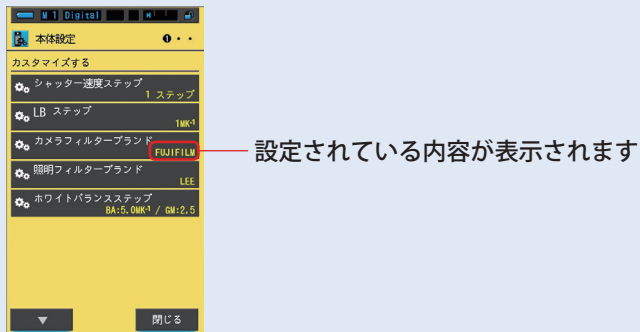 M 1 Digital
本体設定
❶・・
カスタマイズする
シャッター速度ステップ
1 ステップ
LB ステップ
1MK⁻¹
カメラフィルターブランド
FUJIFILM
照明フィルターブランド
LEE
ホワイトバランスステップ
BA:5.0MK⁻¹ / GM:2.5
▼
閉じる
設定されている内容が表示されます